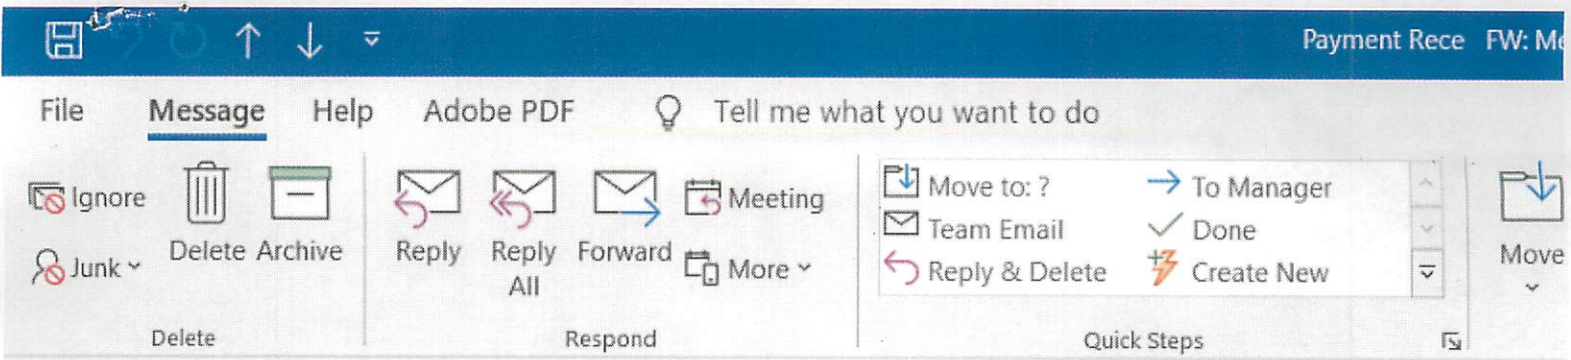 Payment Rece FW: Me
File Message Help Adobe PDF Tell me what you want to do
Ignore
Junk
Delete Archive
Delete
Reply
Reply
All
Forward
Meeting
More
Respond
Move to: ?
Team Email
Reply & Delete
To Manager
Done
Create New
Quick Steps
Move